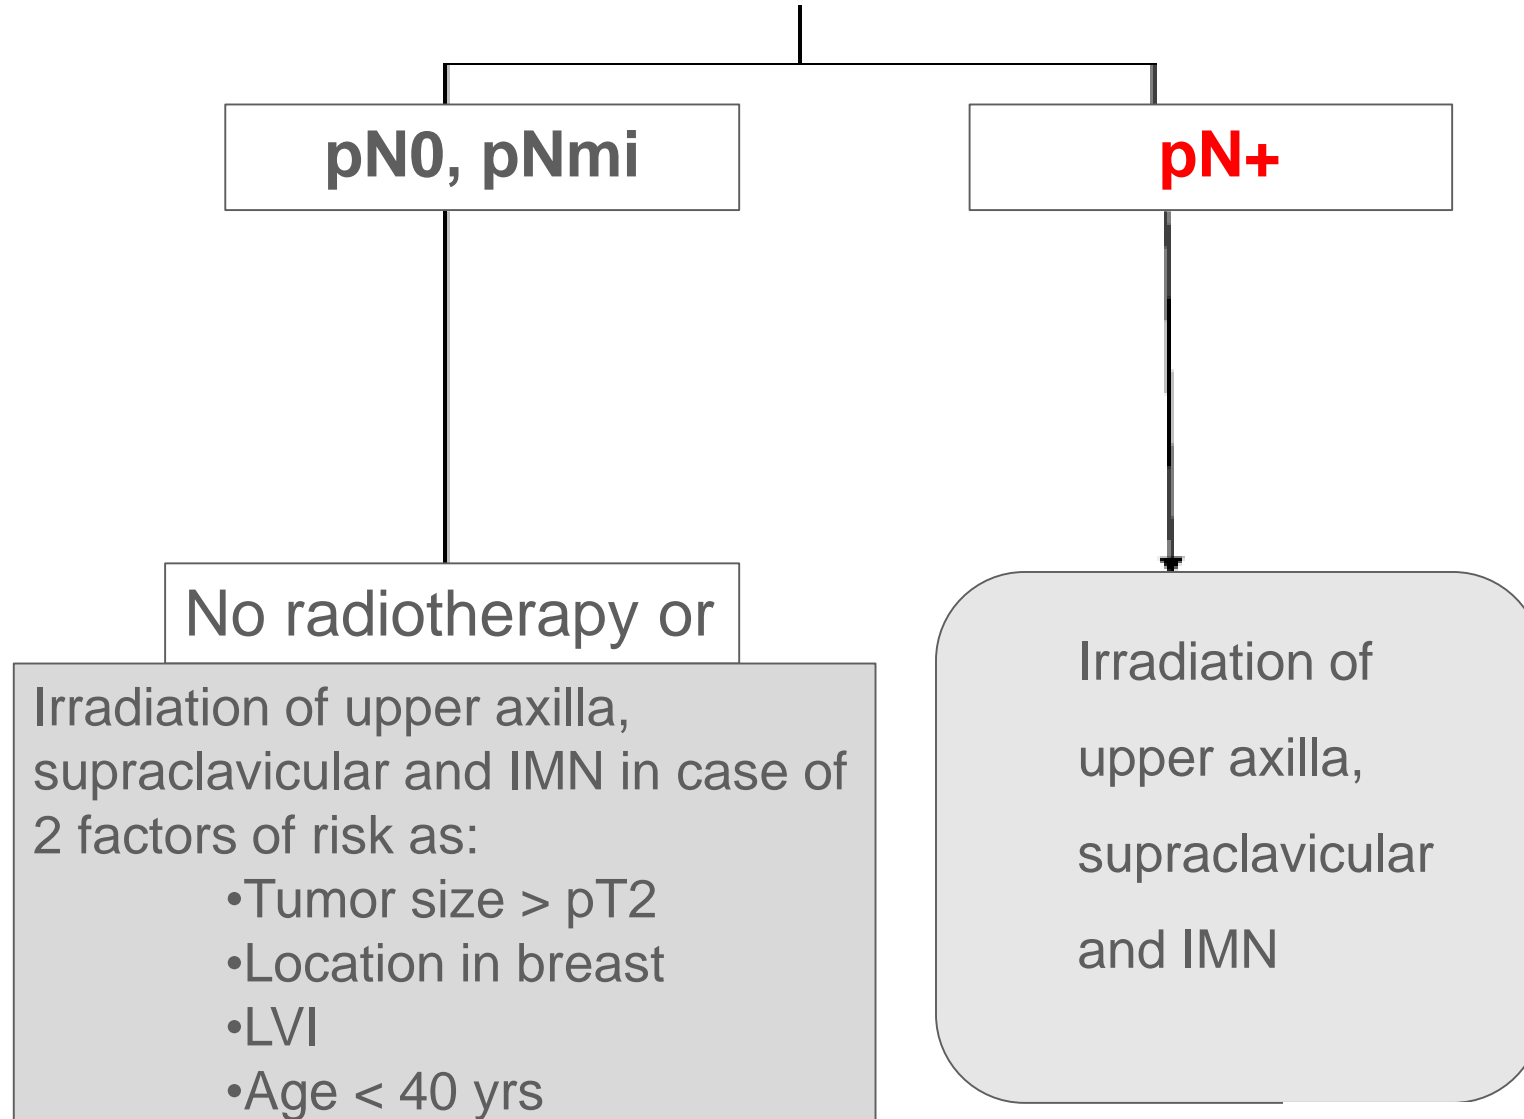 pN0, pNmi
pN+
No radiotherapy or
Irradiation of upper axilla,
supraclavicular and IMN in case of
2 factors of risk as:
•Tumor size > pT2
•Location in breast
•LVI
•Age < 40 yrs
Irradiation of
upper axilla,
supraclavicular
and IMN